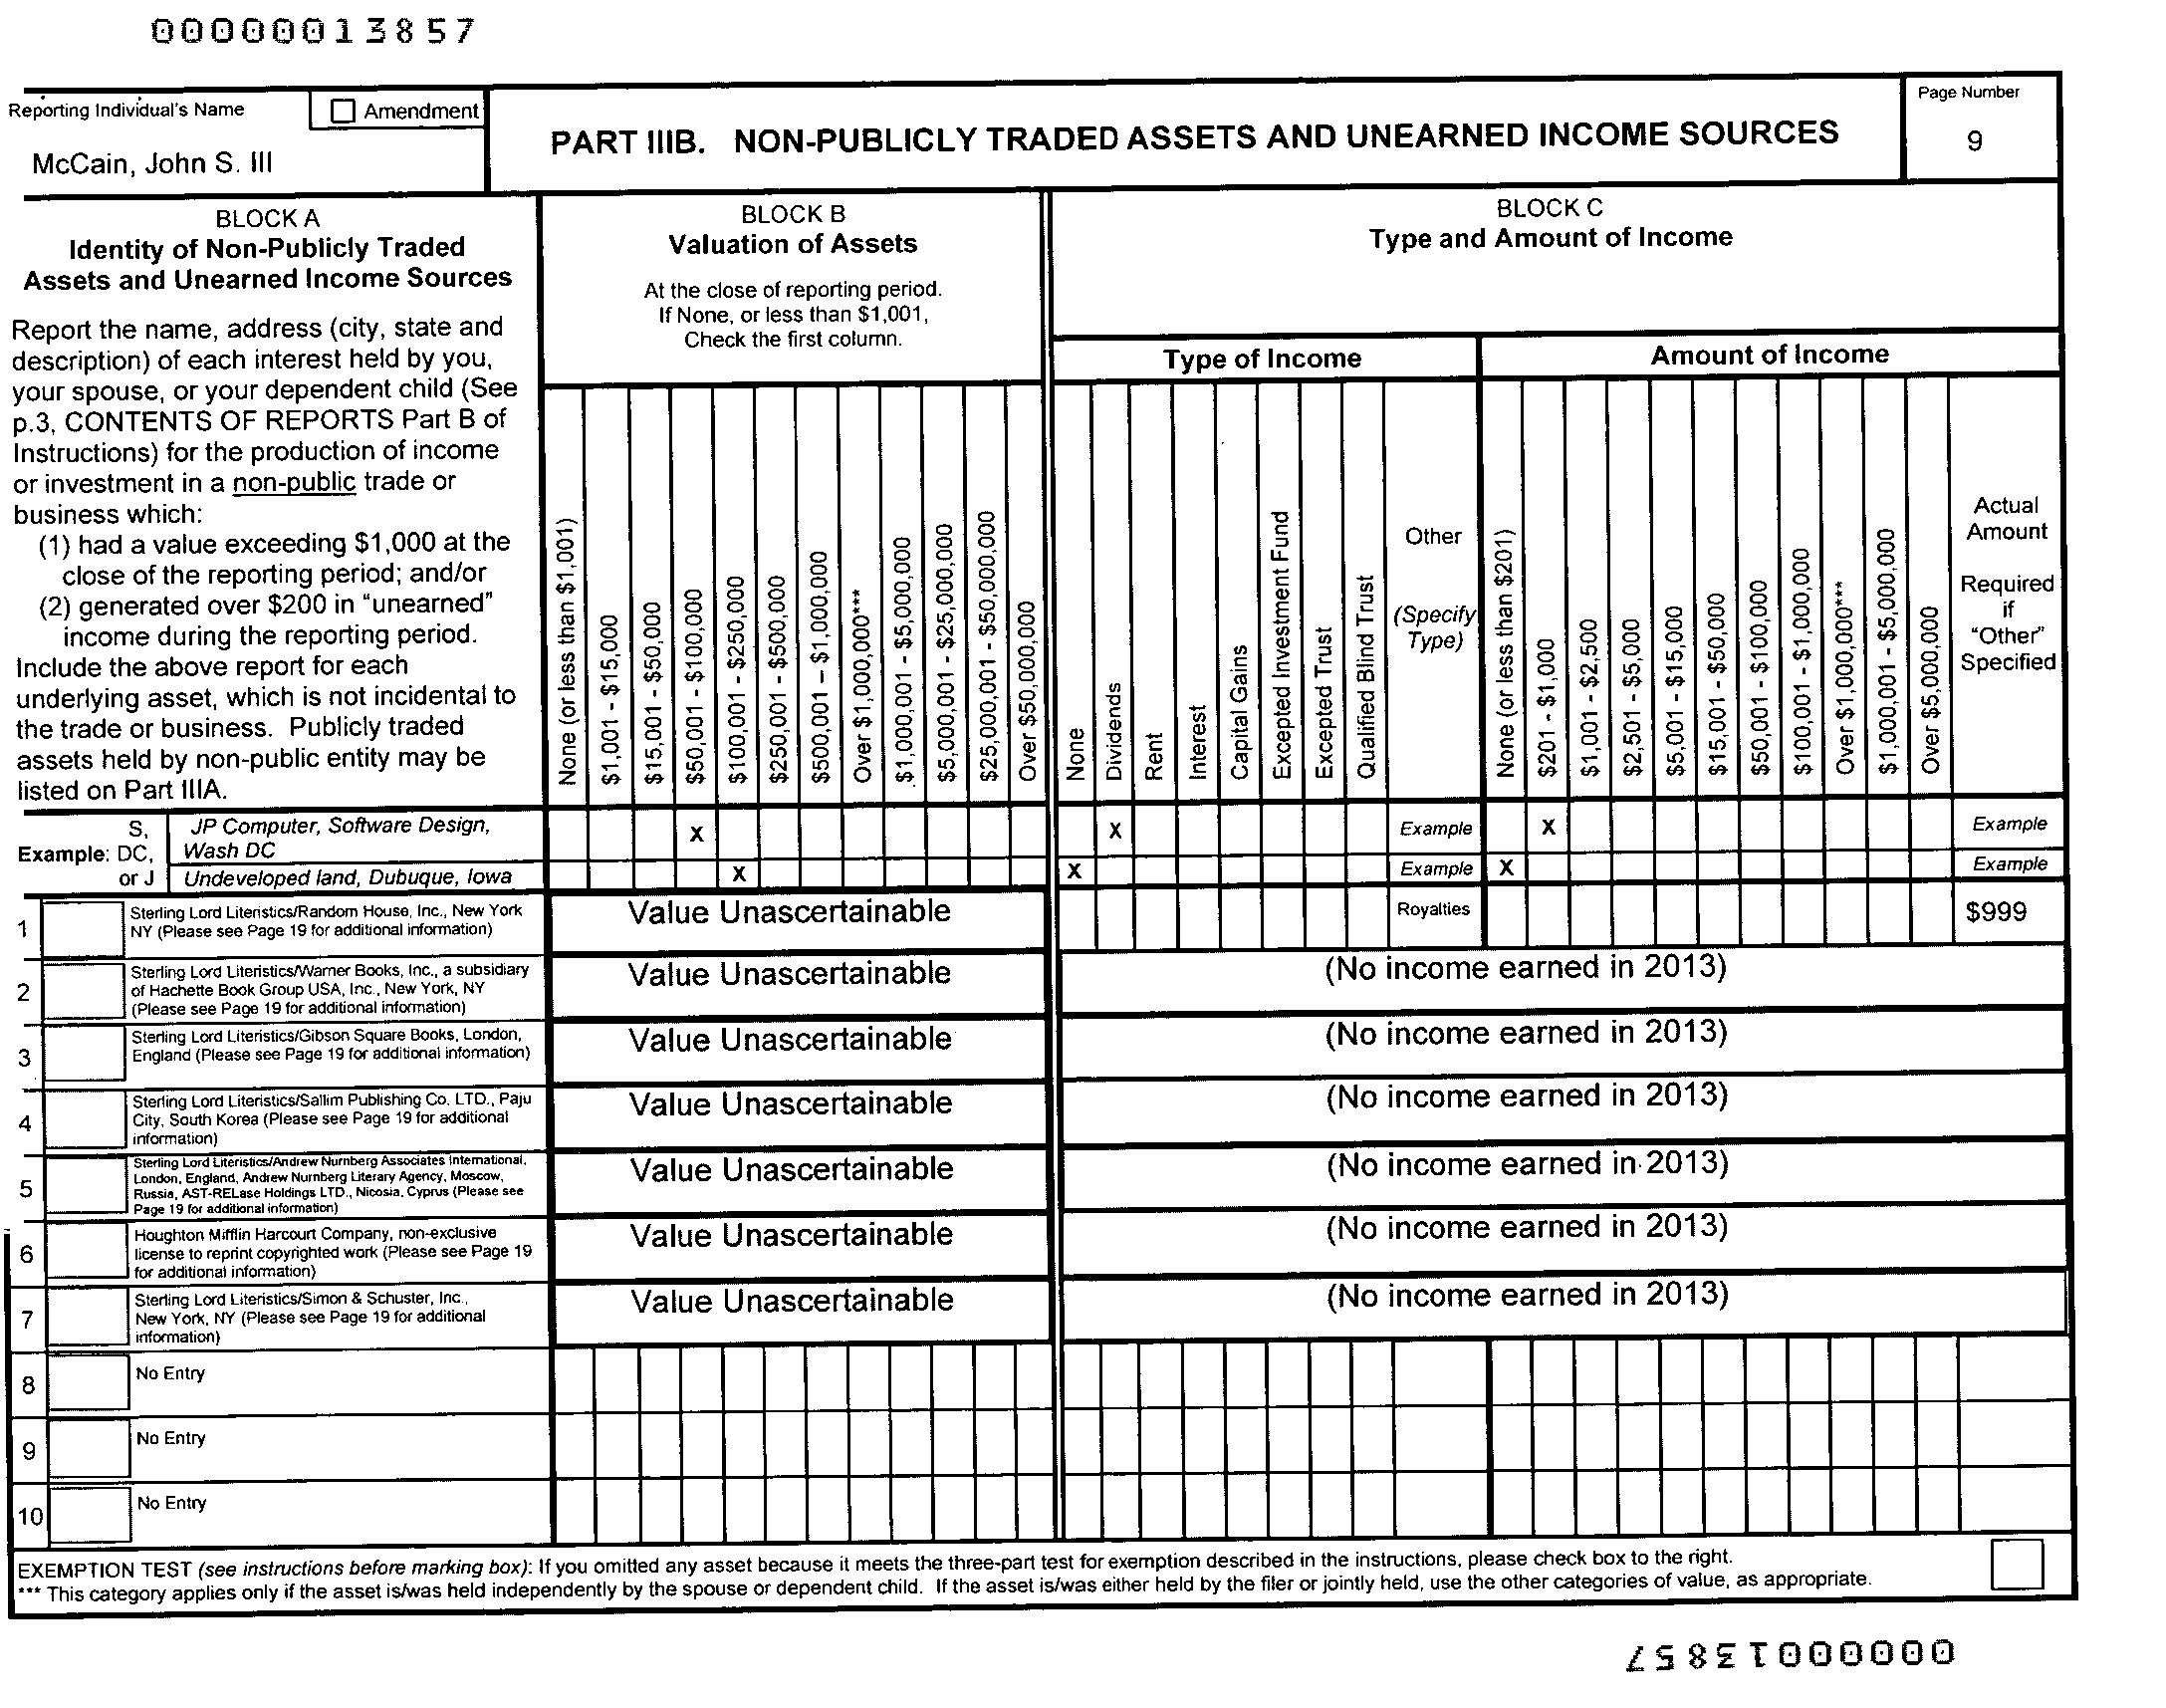 00000013857
Reporting Individual's Name
Amendment
McCain, John S. III
PART IIIB. NON-PUBLICLY TRADED ASSETS AND UNEARNED INCOME SOURCES
Page Number
9
BLOCK A
Identity of Non-Publicly Traded
Assets and Unearned Income Sources
Report the name, address (city, state and
description) of each interest held by you,
your spouse, or your dependent child (See
p.3, CONTENTS OF REPORTS Part B of
Instructions) for the production of income
or investment in a non-public trade or
business which:
(1) had a value exceeding $1,000 at the
close of the reporting period; and/or
(2) generated over $200 in "unearned"
income during the reporting period.
Include the above report for each
underlying asset, which is not incidental to
the trade or business. Publicly traded
assets held by non-public entity may be
listed on Part IIIA.
BLOCK B
Valuation of Assets
At the close of reporting period.
If None, or less than $1,001,
Check the first column.
None (or less than $1,001)
$1,001 - $15,000
$15,001 - $50,000
$50,001 - $100,000
$100,001 - $250,000
$250,001 - $500,000
$500,001 – $1,000,000
Over $1,000,000***
$1,000,001 - $5,000,000
$5,000,001 - $25,000,000
$25,000,001 - $50,000,000
Over $50,000,000
BLOCK C
Type and Amount of Income
Type of Income
None
Dividends
Rent
Interest
Capital Gains
Excepted Investment Fund
Excepted Trust
Qualified Blind Trust
Other
(Specify
Type)
Amount of Income
None (or less than $201)
$201 - $1,000
$1,001 - $2,500
$2,501 - $5,000
$5,001 - $15,000
$15,001 - $50,000
$50,001 - $100,000
$100,001 - $1,000,000
Over $1,000,000***
$1,000,001 - $5,000,000
Over $5,000,000
Actual
Amount
Required
if
"Other"
Specified
Example:
S,
DC,
or J
JP Computer, Software Design,
Wash DC
X
X
Example
X
Example
Undeveloped land, Dubuque, Iowa
X
X
Example
X
Example
1
Sterling Lord Literistics/Random House, Inc., New York
NY (Please see Page 19 for additional information)
Value Unascertainable
Royalties
$999
2
Sterling Lord Literistics/Warner Books, Inc., a subsidiary
of Hachette Book Group USA, Inc., New York, NY
(Please see Page 19 for additional information)
Value Unascertainable
(No income earned in 2013)
3
Sterling Lord Literistics/Gibson Square Books, London,
England (Please see Page 19 for additional information)
Value Unascertainable
(No income earned in 2013)
4
Sterling Lord Literistics/Sallim Publishing Co. LTD., Paju
City, South Korea (Please see Page 19 for additional
information)
Value Unascertainable
(No income earned in 2013)
5
Sterling Lord Literistics/Andrew Nurnberg Associates International,
London, England, Andrew Nurnberg Literary Agency, Moscow,
Russia, AST-RELase Holdings LTD., Nicosia, Cyprus (Please see
Page 19 for additional information)
Value Unascertainable
(No income earned in 2013)
6
Houghton Mifflin Harcourt Company, non-exclusive
license to reprint copyrighted work (Please see Page 19
for additional information)
Value Unascertainable
(No income earned in 2013)
7
Sterling Lord Literistics/Simon & Schuster, Inc.,
New York, NY (Please see Page 19 for additional
information)
Value Unascertainable
(No income earned in 2013)
8
No Entry
9
No Entry
10
No Entry
EXEMPTION TEST (see instructions before marking box): If you omitted any asset because it meets the three-part test for exemption described in the instructions, please check box to the right.
*** This category applies only if the asset is/was held independently by the spouse or dependent child. If the asset is/was either held by the filer or jointly held, use the other categories of value, as appropriate.
00000013857